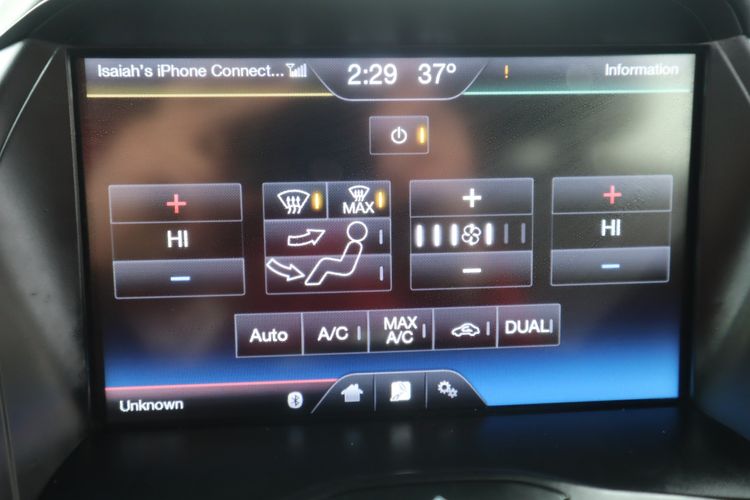 Isaiah's iPhone Connect... 2:29 37° ! Information
+ MAX + +
HI HI
- - -
Auto A/C MAX A/C DUAL
Unknown